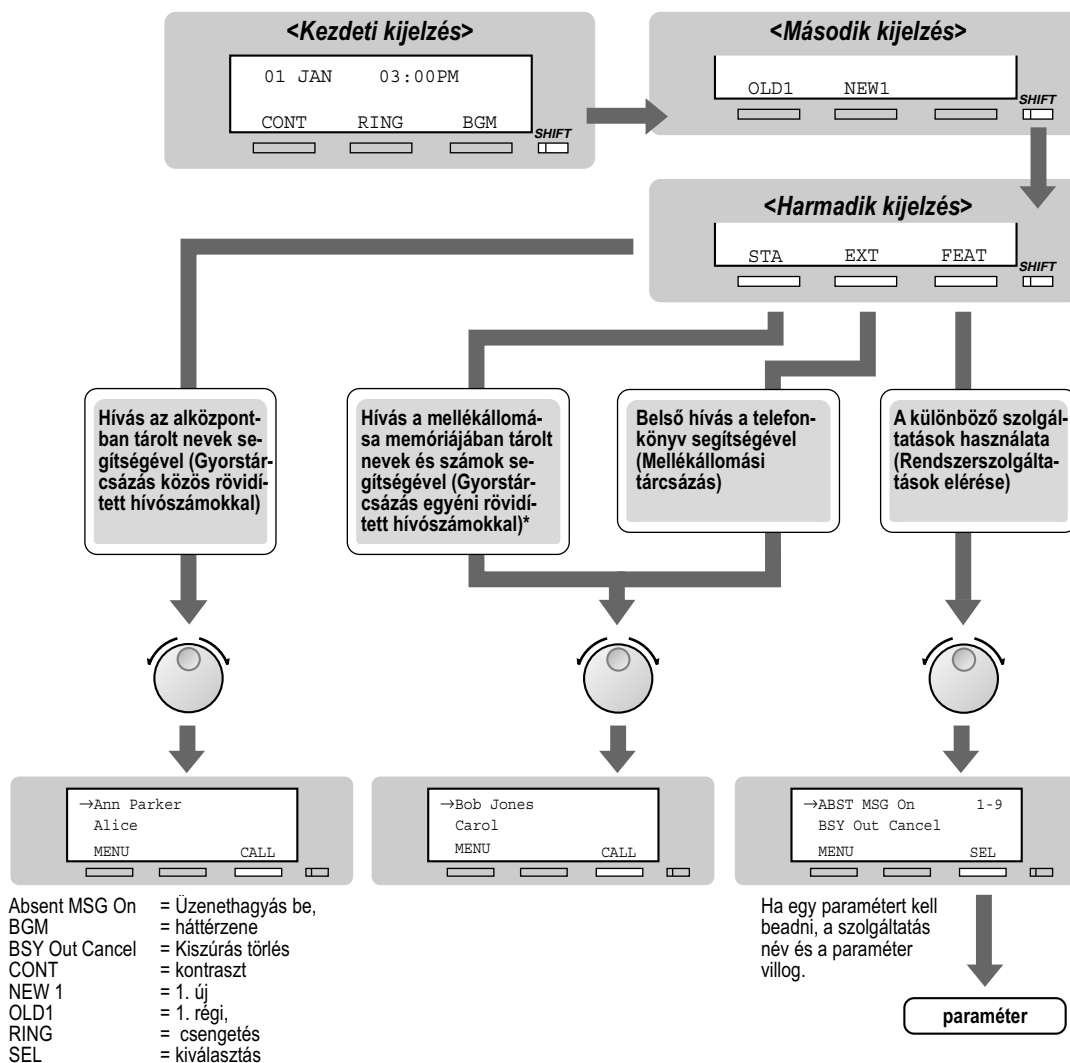 <Kezdeti kijelzés>
01 JAN 03:00PM
CONT RING BGM
SHIFT
<Második kijelzés>
OLD1 NEW1
SHIFT
<Harmadik kijelzés>
STA EXT FEAT
SHIFT
Hívás az alközpont-
ban tárolt nevek se-
gítségével (Gyorstár-
csázás közös rövidí-
tett hívószámokkal)
Hívás a mellékállomá-
sa memóriájában tárolt
nevek és számok se-
gítségével (Gyorstár-
csázás egyéni rövidí-
tett hívószámokkal)*
Belső hívás a telefon-
könyv segítségével
(Mellékállomási
tárcsázás)
A különböző szolgál-
tatások használata
(Rendszerszolgálta-
tások elérése)
→Ann Parker
Alice
MENU CALL
→Bob Jones
Carol
MENU CALL
→ABST MSG On 1-9
BSY Out Cancel
MENU SEL
Absent MSG On = Üzenethagyás be,
BGM = háttérzene
BSY Out Cancel = Kiszúrás törlés
CONT = kontraszt
NEW 1 = 1. új
OLD1 = 1. régi,
RING = csengetés
SEL = kiválasztás
Ha egy paramétert kell
beadni, a szolgáltatás
név és a paraméter
villog.
paraméter